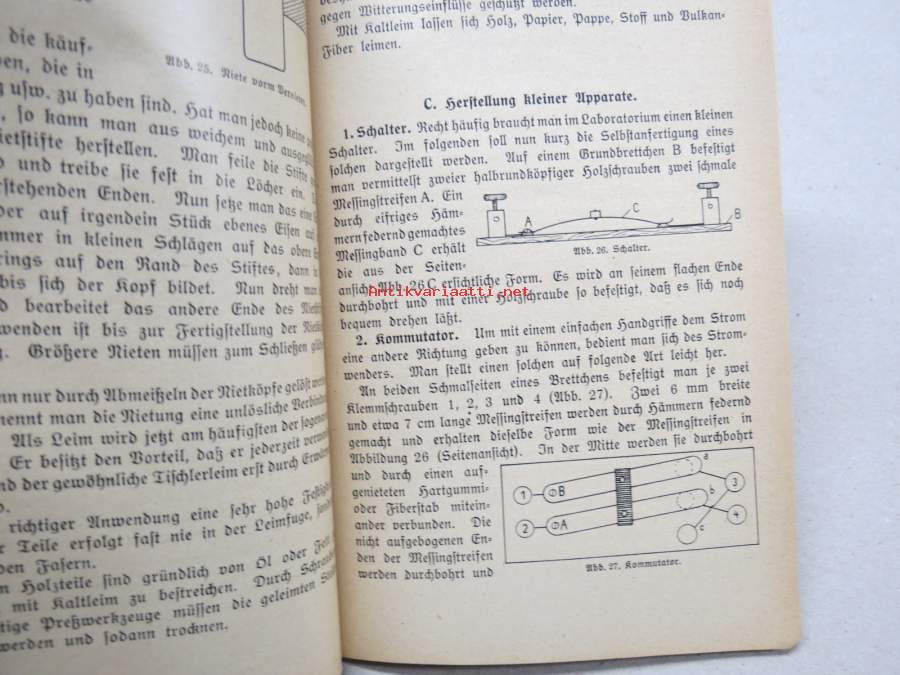 die käuf-
ben, die in
Abb. 25. Niete vorm Vernieten.
usw. zu haben sind. Hat man jedoch keine
, so kann man aus weichem und
ietstifte herstellen. Man feile die Stifte
und treibe sie fest in die Löcher ein.
rstehenden Enden. Nun setze man das eine
der auf irgendein Stück ebenes Eisen auf
mmer in kleinen Schlägen auf das obere
rings auf den Rand des Stiftes, dann
bis sich der Kopf bildet. Nun dreht man
d bearbeitet das andere Ende des
wenden ist bis zur Fertigstellung der
g. Größere Nieten müssen zum Schließen
nn nur durch Abmeißeln der Nietköpfe gelöst
nennt man die Nietung eine unlösliche
Als Leim wird jetzt am häufigsten der
Er besitzt den Vorteil, daß er jederzeit
nd der gewöhnliche Tischlerleim erst durch
richtiger Anwendung eine sehr hohe
r Teile erfolgt fast nie in der Leimfuge,
den Fasern.
n Holzteile sind gründlich von Öl oder
mit Kaltleim zu bestreichen. Durch
tige Preßwerkzeuge müssen die geleimten
werden und sodann trocknen.
gegen Witterungseinflüsse geschützt werden.
Mit Kaltleim lassen sich Holz, Papier, Pappe, Stoff und Vulkan-
Fiber leimen.
C. Herstellung kleiner Apparate.
1. Schalter. Recht häufig braucht man im Laboratorium einen kleinen
Schalter. Im folgenden soll nun kurz die Selbstanfertigung eines
solchen dargestellt werden. Auf einem Grundbrettchen B befestigt
man vermittelst zweier halbrundköpfiger Holzschrauben zwei schmale
Messingstreifen A. Ein
durch eifriges Häm-
mern federnd gemachtes
Messingband C erhält
die aus der Seiten-
A C B
Abb. 26. Schalter.
ansicht Abb. 26 C ersichtliche Form. Es wird an seinem flachen Ende
durchbohrt und mit einer Holzschraube so befestigt, daß es sich noch
bequem drehen läßt.
Antikvariaatti.net
2. Kommutator. Um mit einem einfachen Handgriffe dem Strom
eine andere Richtung geben zu können, bedient man sich des Strom-
wenders. Man stellt einen solchen auf folgende Art leicht her.
An beiden Schmalseiten eines Brettchens befestigt man je zwei
Klemmschrauben 1, 2, 3 und 4 (Abb. 27). Zwei 6 mm breite
und etwa 7 cm lange Messingstreifen werden durch Hämmern federnd
gemacht und erhalten dieselbe Form wie der Messingstreifen in
Abbildung 26 (Seitenansicht). In der Mitte werden sie durchbohrt
und durch einen auf-
genieteten Hartgummi-
oder Fiberstab mitein-
ander verbunden. Die
nicht aufgebogenen En-
den der Messingstreifen
werden durchbohrt und
1 B a 3
2 A b 4
c
Abb. 27. Kommutator.